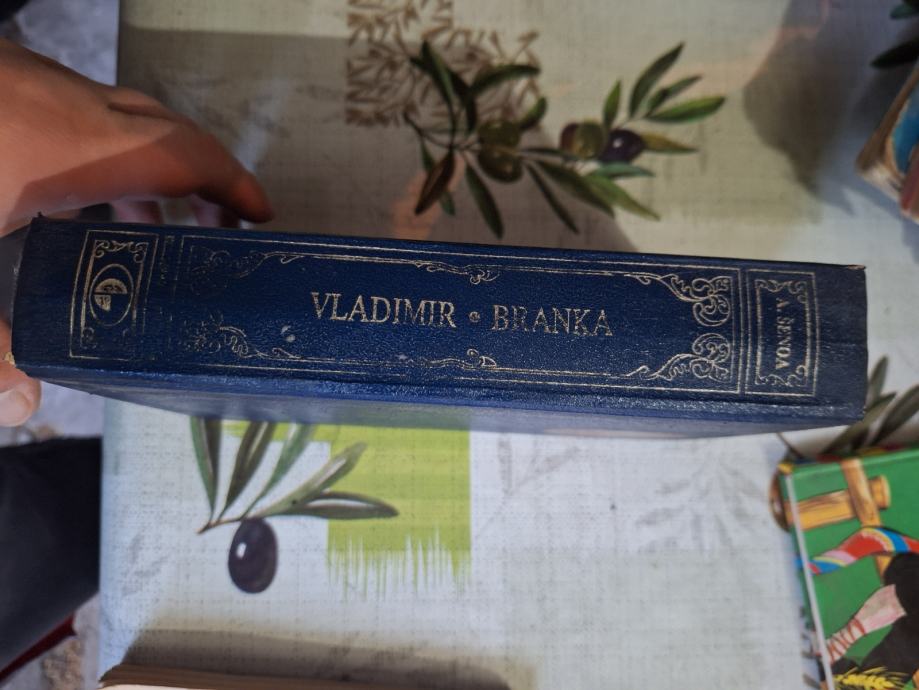 VLADIMIR • BRANKA
A. ŠENOA